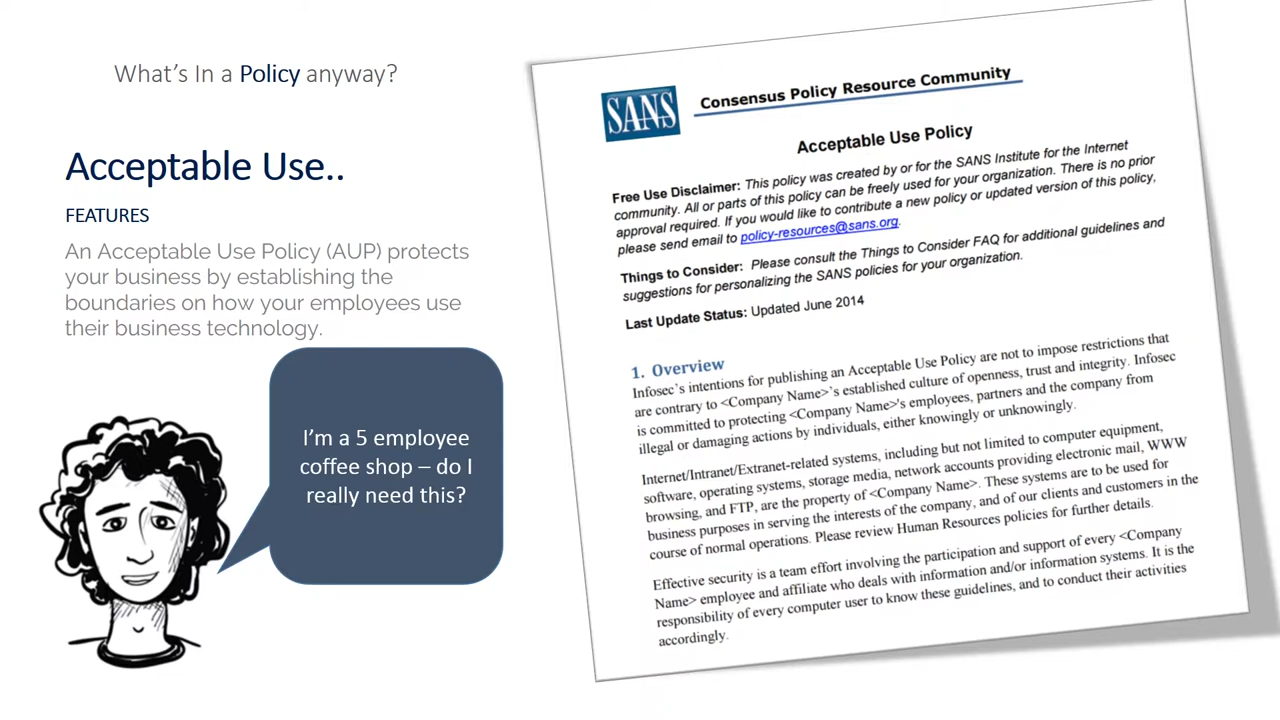 What's In a Policy anyway?
Acceptable Use..
FEATURES
An Acceptable Use Policy (AUP) protects
your business by establishing the
boundaries on how your employees use
their business technology.
I'm a 5 employee
coffee shop – do I
really need this?
SANS
Consensus Policy Resource Community
Acceptable Use Policy
Free Use Disclaimer: This policy was created by or for the SANS Institute for the Internet
community. All or parts of this policy can be freely used for your organization. There is no prior
approval required. If you would like to contribute a new policy or updated version of this policy,
please send email to policy-resources@sans.org.
Things to Consider: Please consult the Things to Consider FAQ for additional guidelines and
suggestions for personalizing the SANS policies for your organization.
Last Update Status: Updated June 2014
1. Overview
Infosec's intentions for publishing an Acceptable Use Policy are not to impose restrictions that
are contrary to <Company Name>'s established culture of openness, trust and integrity. Infosec
is committed to protecting <Company Name>'s employees, partners and the company from
illegal or damaging actions by individuals, either knowingly or unknowingly.
Internet/Intranet/Extranet-related systems, including but not limited to computer equipment,
software, operating systems, storage media, network accounts providing electronic mail, WWW
browsing, and FTP, are the property of <Company Name>. These systems are to be used for
business purposes in serving the interests of the company, and of our clients and customers in the
course of normal operations. Please review Human Resources policies for further details.
Effective security is a team effort involving the participation and support of every <Company
Name> employee and affiliate who deals with information and/or information systems. It is the
responsibility of every computer user to know these guidelines, and to conduct their activities
accordingly.